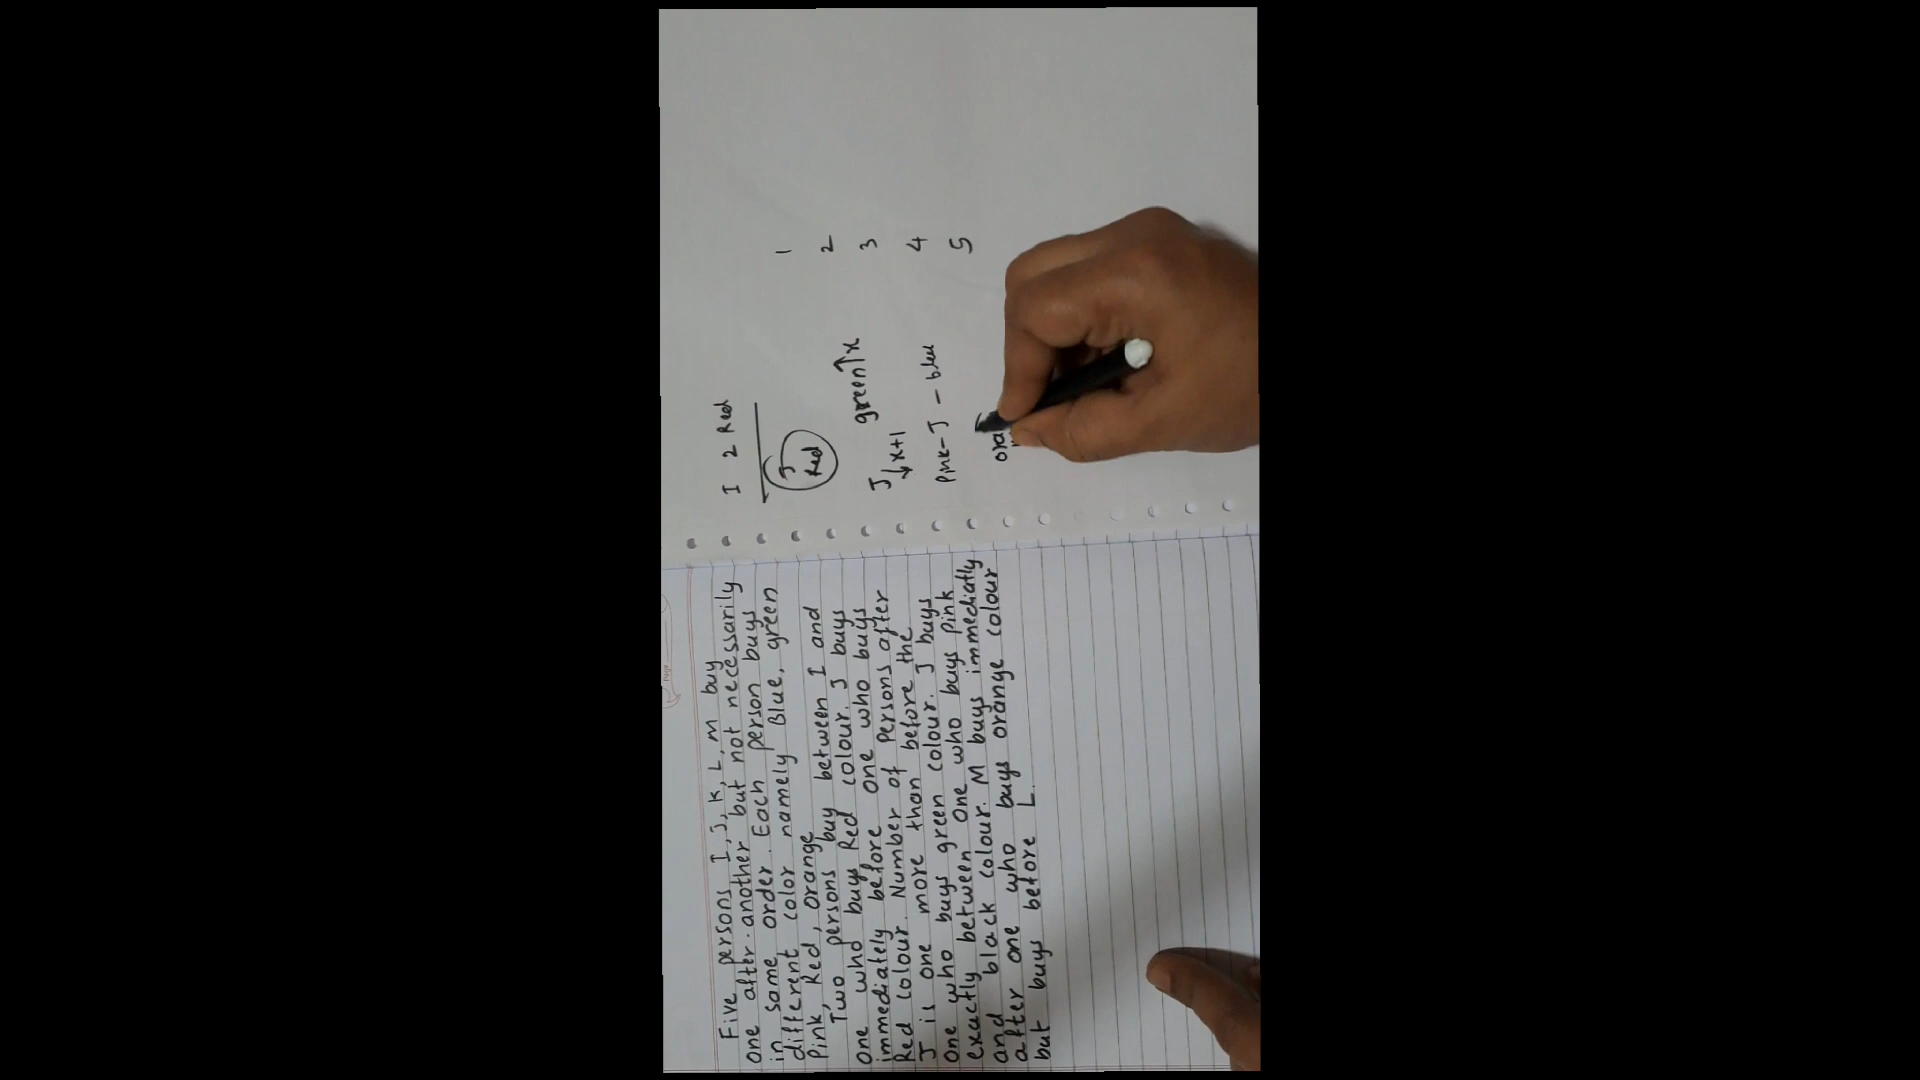 Five persons I, J, K, L, M buy
one after. another but not necessarily
in same order. Each person buys
different color namely Blue, green
Pink, Red, orange
Two persons buy between I and
one who buys Red colour. J buys
immediately before one who buys
Red colour. Number of Persons after
J is one more than before the
one who buys green colour. J buys
exactly between one who buys Pink
and black colour. M buys immediatly
after one who buys orange colour
but buys before L.
I 2 Red
J
Red
green↑x
J↓x+1
Pink-J - blu
ora
1
2
3
4
5